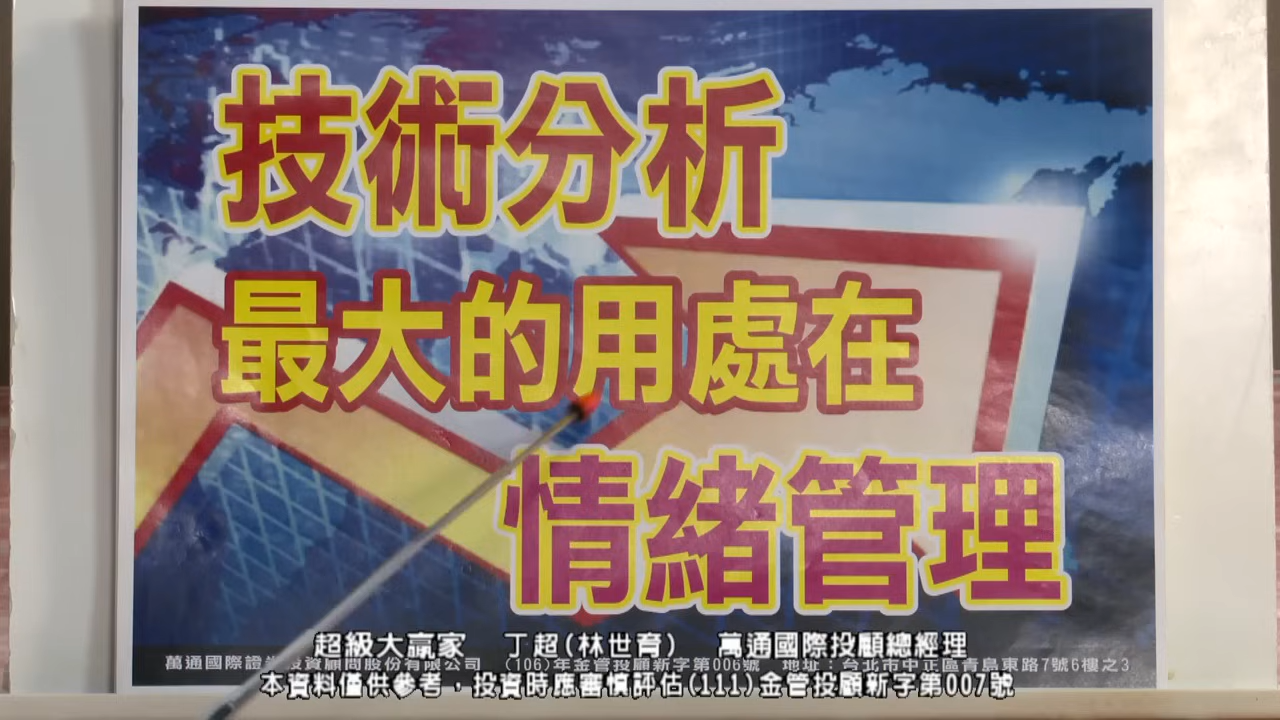 技術分析
最大的用處在
情緒管理
超級大贏家 丁超(林世育) 萬通國際投顧總經理
萬通國際證券投資顧問股份有限公司 (106)年金管投顧新字第006號 地址:台北市中正區青島東路7號6樓之3
本資料僅供參考,投資時應審慎評估(111)金管投顧新字第007號